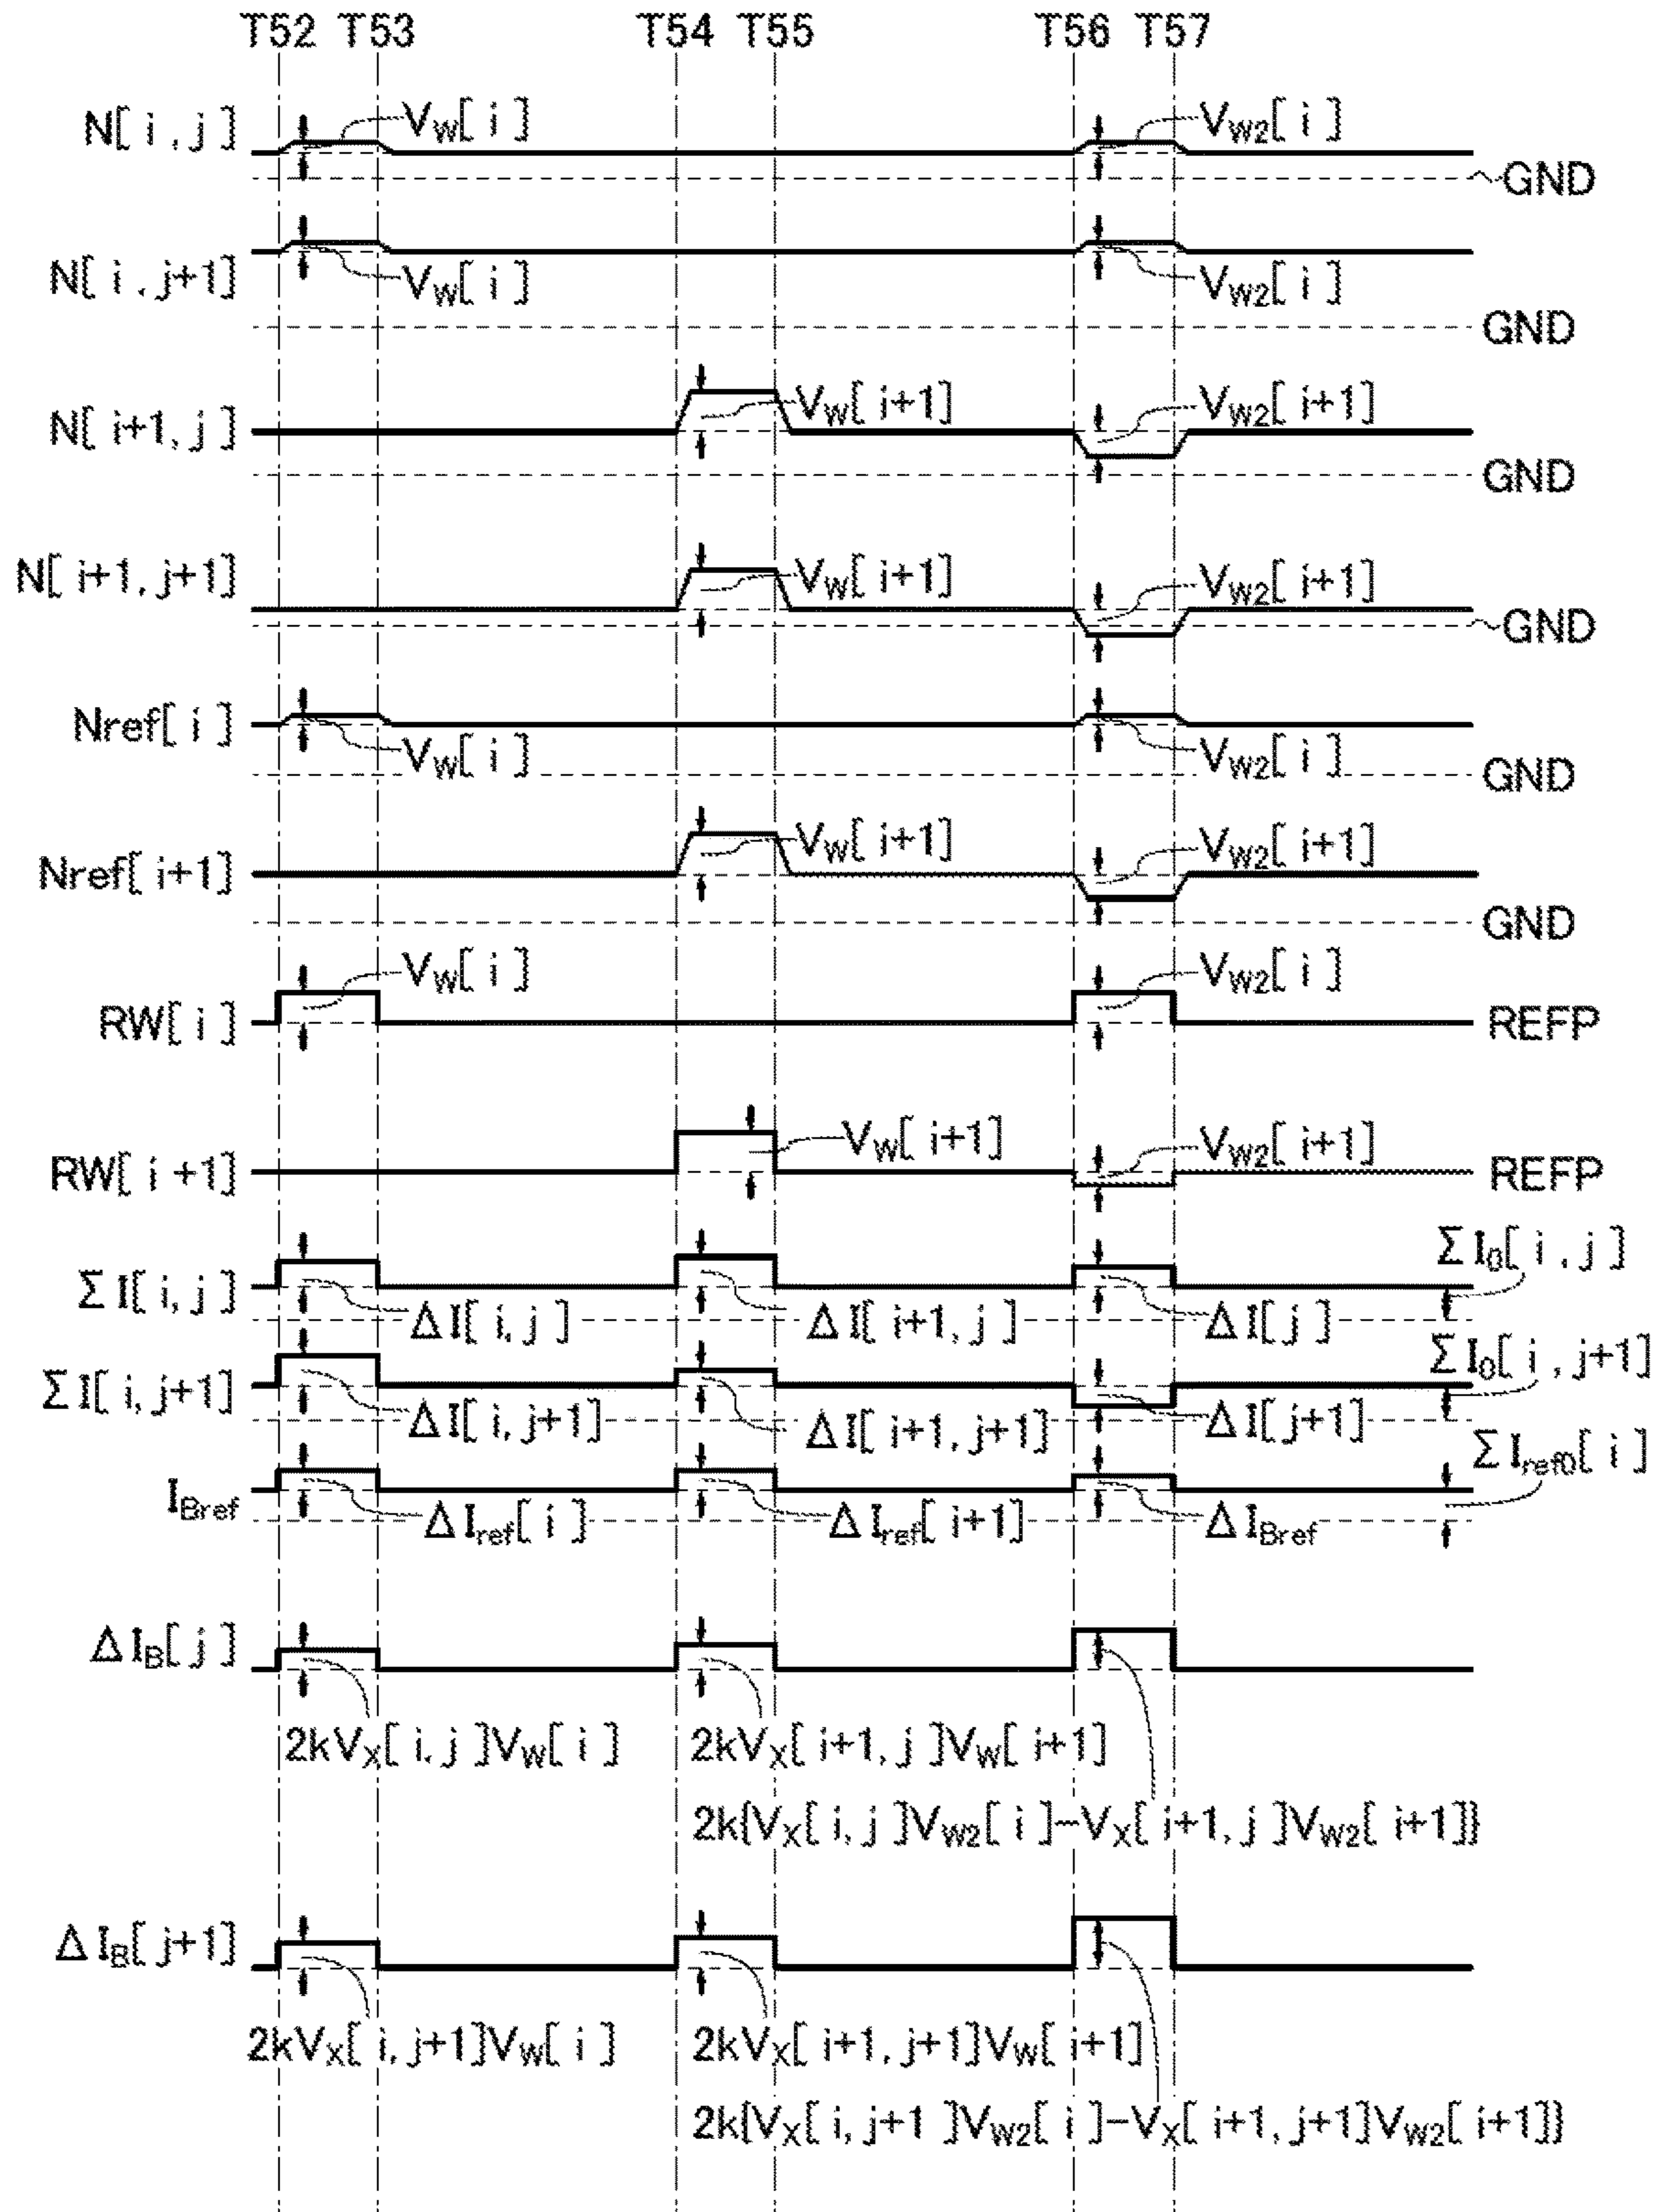 T52 T53 T54 T55 T56 T57
N[ i , j ] VW[ i ] VW2[ i ] GND
N[ i , j+1] VW[ i ] VW2[ i ] GND
N[ i+1, j ] VW[ i+1] VW2[ i+1] GND
N[ i+1, j+1] VW[ i+1] VW2[ i+1] GND
Nref[ i ] VW[ i ] VW2[ i ] GND
Nref[ i+1] VW[ i+1] VW2[ i+1] GND
RW[ i ] VW[ i ] VW2[ i ] REFP
RW[ i +1] VW[ i+1] VW2[ i+1] REFP
ΣI[ i, j ] ΔI[ i, j ] ΔI[ i+1, j ] ΔI[ j ] ΣI0[ i , j ]
ΣI[ i, j+1] ΔI[ i, j+1] ΔI[ i+1, j+1] ΔI[ j+1] ΣI0[ i , j+1]
IBref ΔIref[ i ] ΔIref[ i+1] ΔIBref ΣIref0[ i ]
ΔIB[ j ]
2kVX[ i, j ]VW[ i ] 2kVX[ i+1, j ]VW[ i+1]
2k{VX[ i, j ]VW2[ i ]-VX[ i+1, j ]VW2[ i+1]}
ΔIB[ j+1]
2kVX[ i, j+1]VW[ i ] 2kVX[ i+1, j+1]VW[ i+1]
2k{VX[ i, j+1 ]VW2[ i ]-VX[ i+1, j+1]VW2[ i+1]}